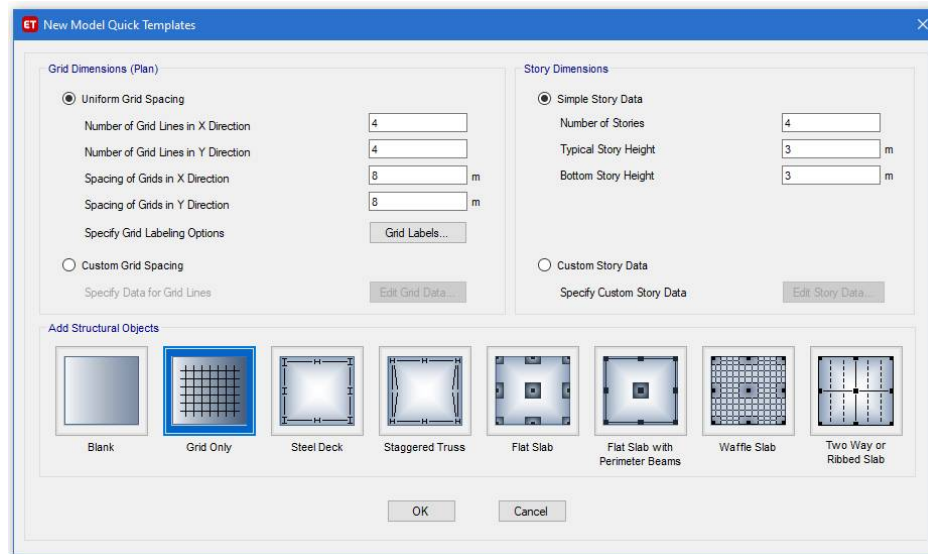 ET New Model Quick Templates
Grid Dimensions (Plan)
Uniform Grid Spacing
Number of Grid Lines in X Direction 4
Number of Grid Lines in Y Direction 4
Spacing of Grids in X Direction 8 m
Spacing of Grids in Y Direction 8 m
Specify Grid Labeling Options Grid Labels...
Custom Grid Spacing
Specify Data for Grid Lines Edit Grid Data...
Story Dimensions
Simple Story Data
Number of Stories 4
Typical Story Height 3 m
Bottom Story Height 3 m
Custom Story Data
Specify Custom Story Data Edit Story Data...
Add Structural Objects
Blank
Grid Only
Steel Deck
Staggered Truss
Flat Slab
Flat Slab with
Perimeter Beams
Waffle Slab
Two Way or
Ribbed Slab
OK Cancel